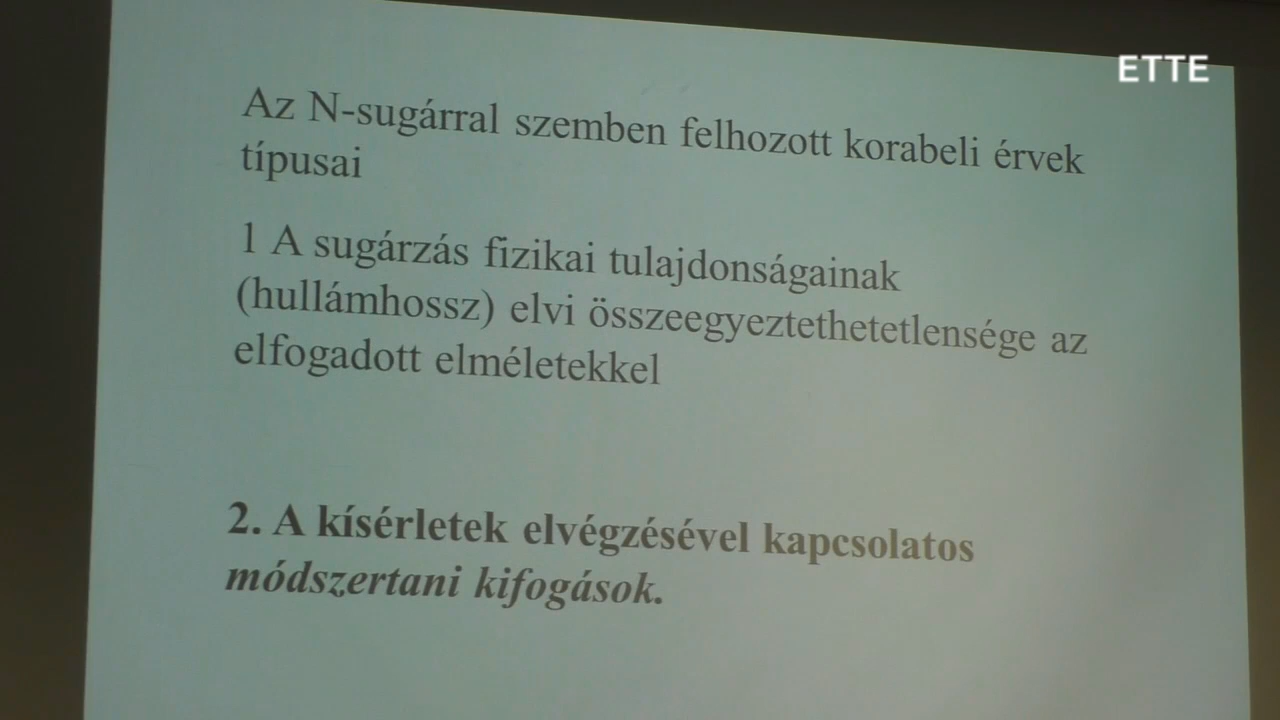 ETTE
Az N-sugárral szemben felhozott korabeli érvek
típusai
1 A sugárzás fizikai tulajdonságainak
(hullámhossz) elvi összeegyeztethetetlensége az
elfogadott elméletekkel
2. A kísérletek elvégzésével kapcsolatos
módszertani kifogások.